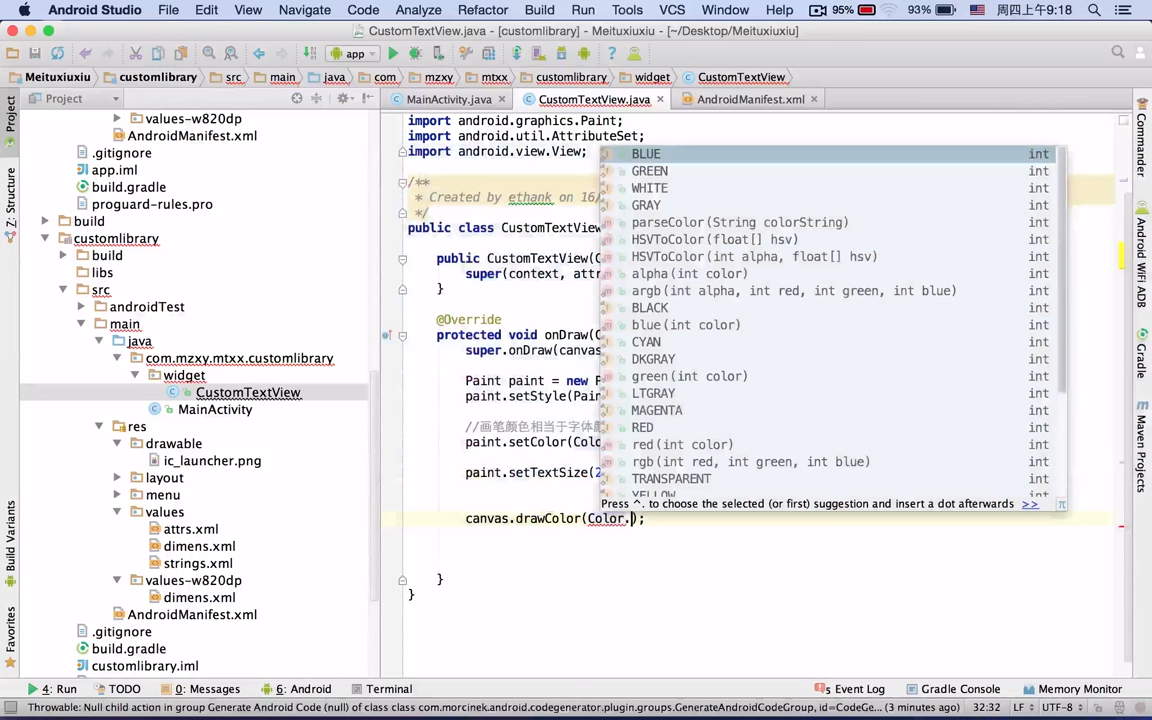 Android Studio File Edit View Navigate Code Analyze Refactor Build Run Tools VCS Window Help 95% 93% 周四上午9:18
CustomTextView.java - [customlibrary] - Meituxiuxiu - [~/Desktop/Meituxiuxiu]
app
Meituxiuxiu customlibrary src main java com mzxy mtxx customlibrary widget CustomTextView
Project
MainActivity.java CustomTextView.java AndroidManifest.xml
1: Project
Z: Structure
Build Variants
Favorites
values-w820dp
AndroidManifest.xml
.gitignore
app.iml
build.gradle
proguard-rules.pro
build
customlibrary
build
libs
src
androidTest
main
java
com.mzxy.mtxx.customlibrary
widget
CustomTextView
MainActivity
res
drawable
ic_launcher.png
layout
menu
values
attrs.xml
dimens.xml
strings.xml
values-w820dp
dimens.xml
AndroidManifest.xml
.gitignore
build.gradle
customlibrary.iml
import android.graphics.Paint;
import android.util.AttributeSet;
import android.view.View;
/**
* Created by ethank on 16/
*/
public class CustomTextView
public CustomTextView(
super(context, attr
}
@Override
protected void onDraw(
super.onDraw(canvas
Paint paint = new P
paint.setStyle(Pain
//画笔颜色相当于字体颜
paint.setColor(Colo
paint.setTextSize(2
canvas.drawColor(Color.);
}
}
BLUE int
GREEN int
WHITE int
GRAY int
parseColor(String colorString) int
HSVToColor(float[] hsv) int
HSVToColor(int alpha, float[] hsv) int
alpha(int color) int
argb(int alpha, int red, int green, int blue) int
BLACK int
blue(int color) int
CYAN int
DKGRAY int
green(int color) int
LTGRAY int
MAGENTA int
RED int
red(int color) int
rgb(int red, int green, int blue) int
TRANSPARENT int
YELLOW int
Press ^. to choose the selected (or first) suggestion and insert a dot afterwards >> π
Commander
Android WiFi ADB
Gradle
Maven Projects
4: Run TODO 0: Messages 6: Android Terminal 5 Event Log Gradle Console Memory Monitor
Throwable: Null child action in group Generate Android Code (null) of class class com.morcinek.android.codegenerator.plugin.groups.GenerateAndroidCodeGroup, id=CodeGe... (3 minutes ago) 32:32 LF UTF-8